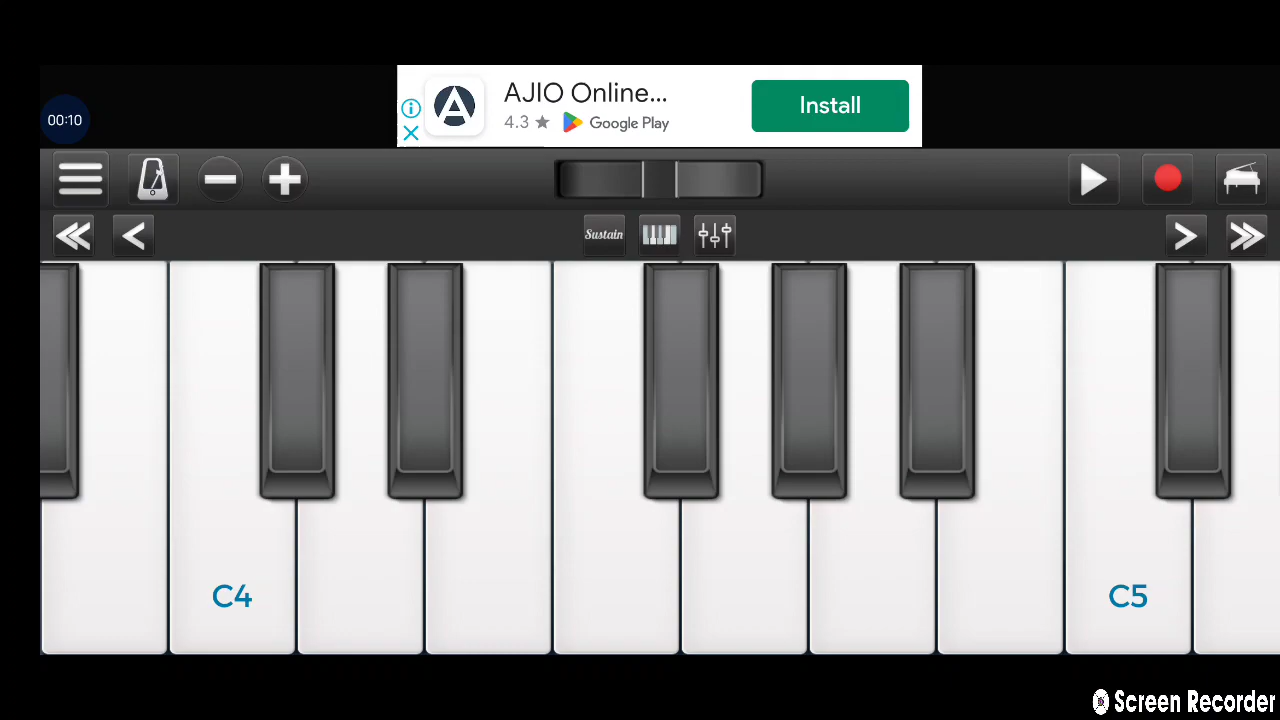 AJIO Online...
4.3 ★ Google Play
Install
00:10
Sustain
C4
C5
Screen Recorder